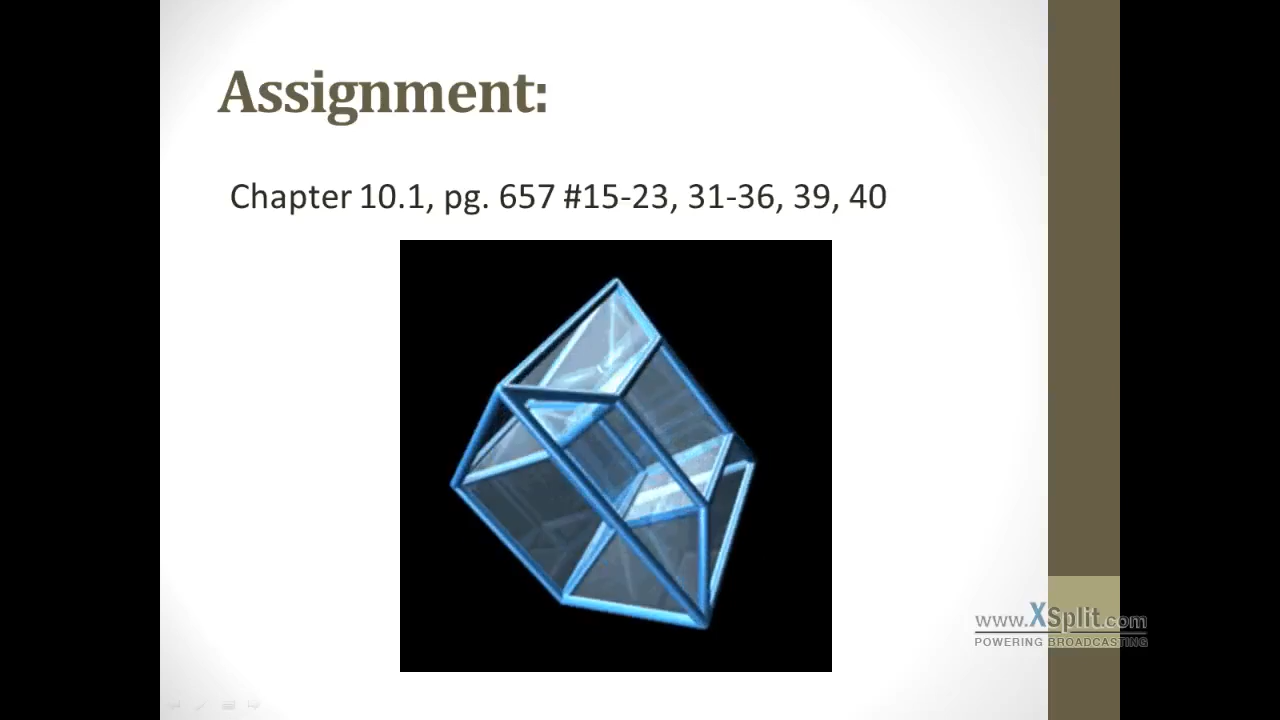 Assignment:
Chapter 10.1, pg. 657 #15-23, 31-36, 39, 40
www.XSplit.com
POWERING BROADCASTING